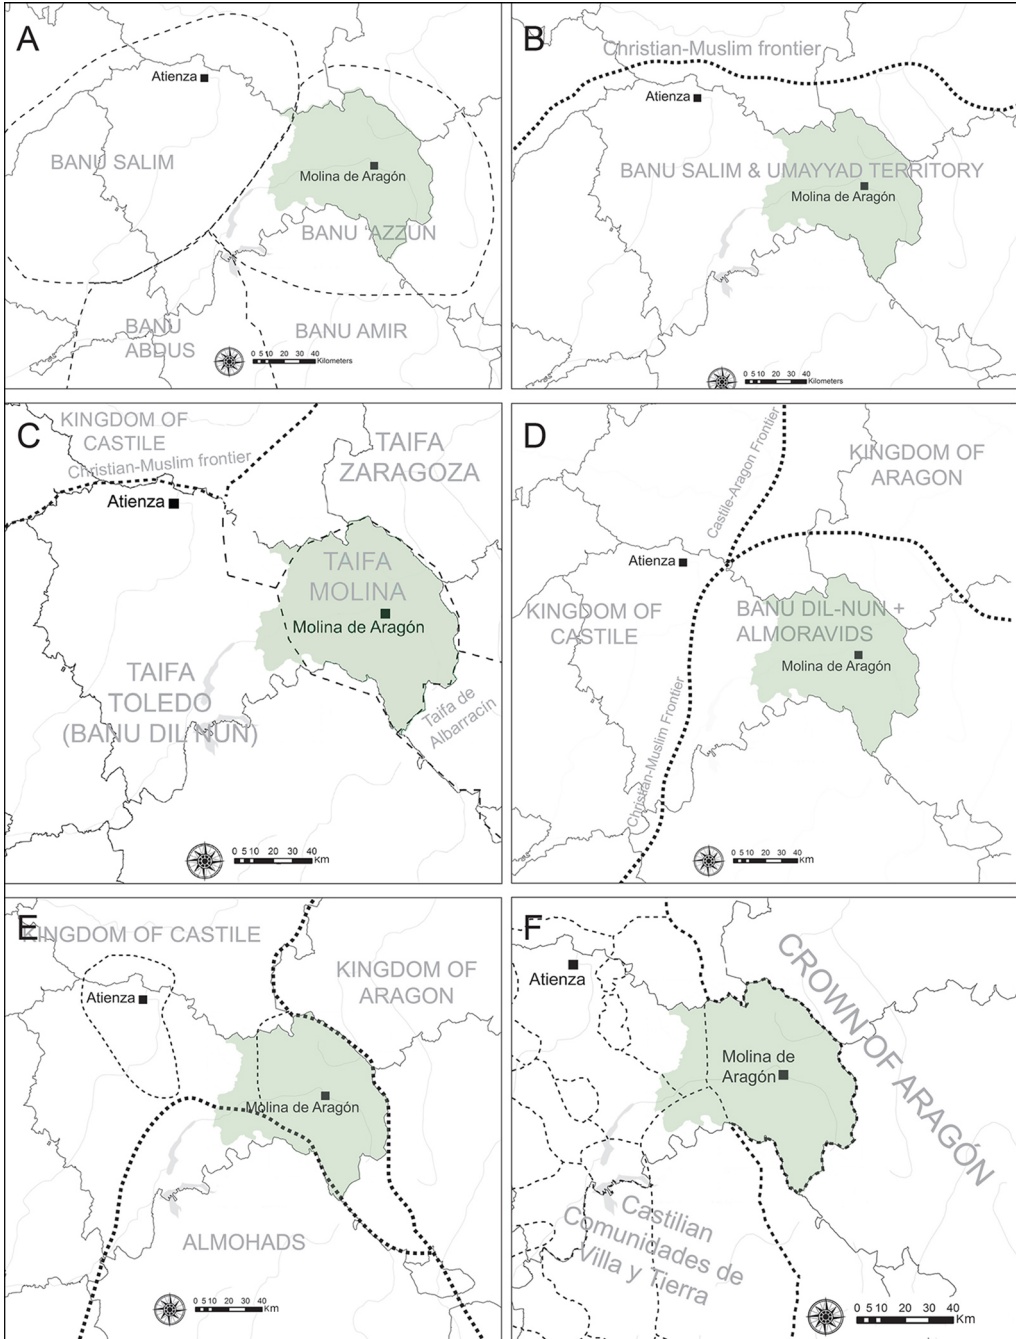 A
Atienza
BANU SALIM
Molina de Aragón
BANU ‘AZZUN
BANU
ABDUS
BANU AMIR
0 5 10 20 30 40
Kilometers
B
Christian-Muslim frontier
Atienza
BANU SALIM & UMAYYAD TERRITORY
Molina de Aragón
0 5 10 20 30 40
Kilometers
C
KINGDOM OF
CASTILE
Christian-Muslim frontier
TAIFA
ZARAGOZA
Atienza
TAIFA
MOLINA
Molina de Aragón
TAIFA
TOLEDO
(BANU DIL NUN)
Taifa de
Albarracín
0 5 10 20 30 40
Km
D
Castile-Aragon Frontier
KINGDOM OF
ARAGON
Atienza
KINGDOM OF
CASTILE
BANU DIL-NUN +
ALMORAVIDS
Molina de Aragón
Christian-Muslim Frontier
0 5 10 20 30 40
Km
E
KINGDOM OF CASTILE
KINGDOM OF
ARAGON
Atienza
Molina de Aragón
ALMOHADS
0 5 10 20 30 40
Km
F
Atienza
CROWN OF ARAGÓN
Molina de
Aragón
Castilian
Comunidades de
Villa y Tierra
0 5 10 20 30 40
Km